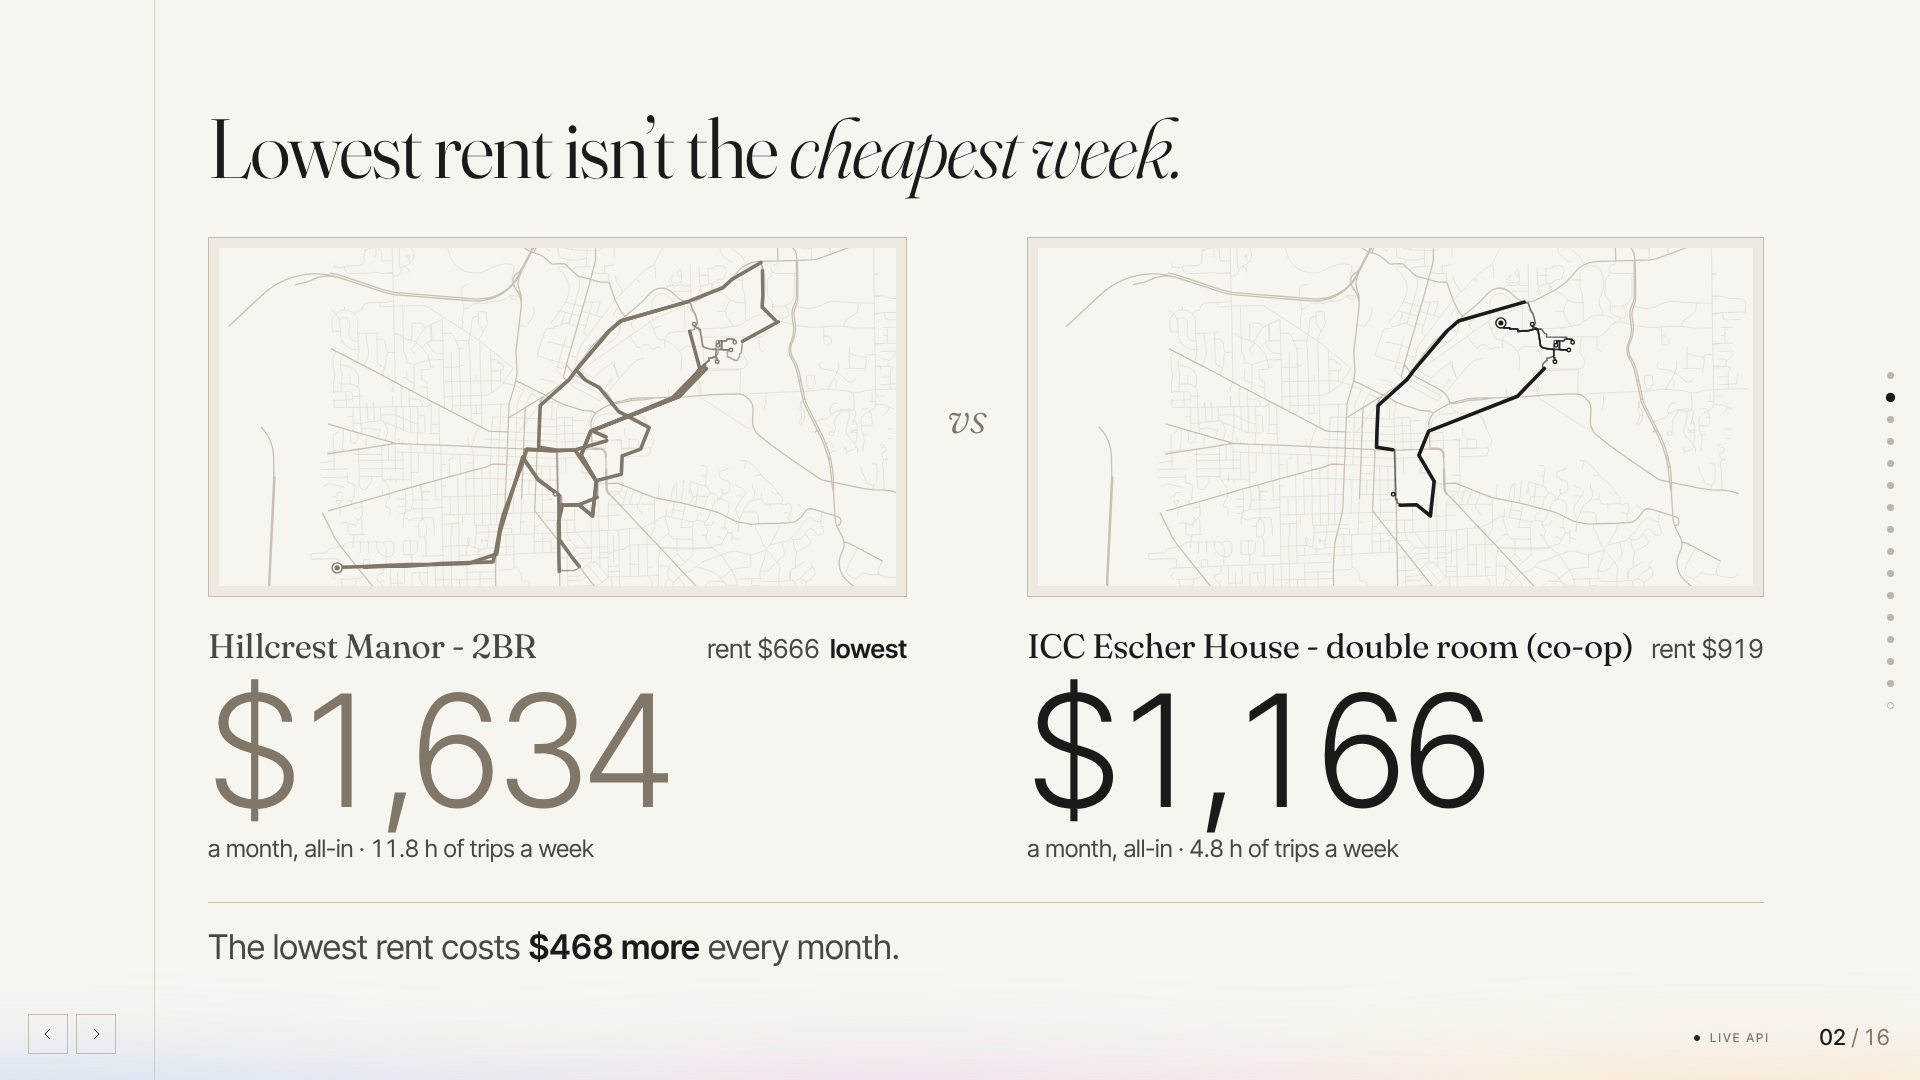 Lowest rent isn’t the cheapest week.
vs
Hillcrest Manor - 2BR
rent $666 lowest
$1,634
a month, all-in · 11.8 h of trips a week
ICC Escher House - double room (co-op)
rent $919
$1,166
a month, all-in · 4.8 h of trips a week
The lowest rent costs $468 more every month.
LIVE API
02 / 16